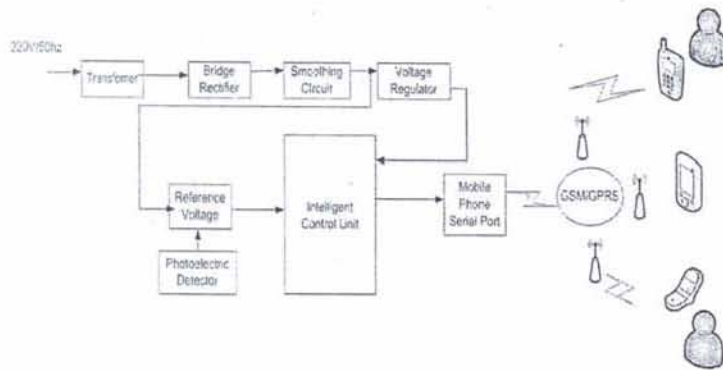 220V/50hz
Transfomer
Bridge
Rectifier
Smoothing
Circuit
Voltage
Regulator
Reference
Voltage
Intelligent
Control Unit
Mobile
Phone
Serial Port
GSM/GPRS
Photoelectric
Detector